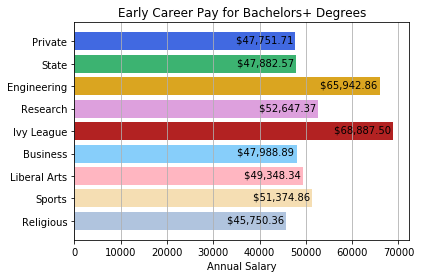 Early Career Pay for Bachelors+ Degrees
Private $47,751.71
State $47,882.57
Engineering $65,942.86
Research $52,647.37
Ivy League $68,887.50
Business $47,988.89
Liberal Arts $49,348.34
Sports $51,374.86
Religious $45,750.36
0 10000 20000 30000 40000 50000 60000 70000
Annual Salary